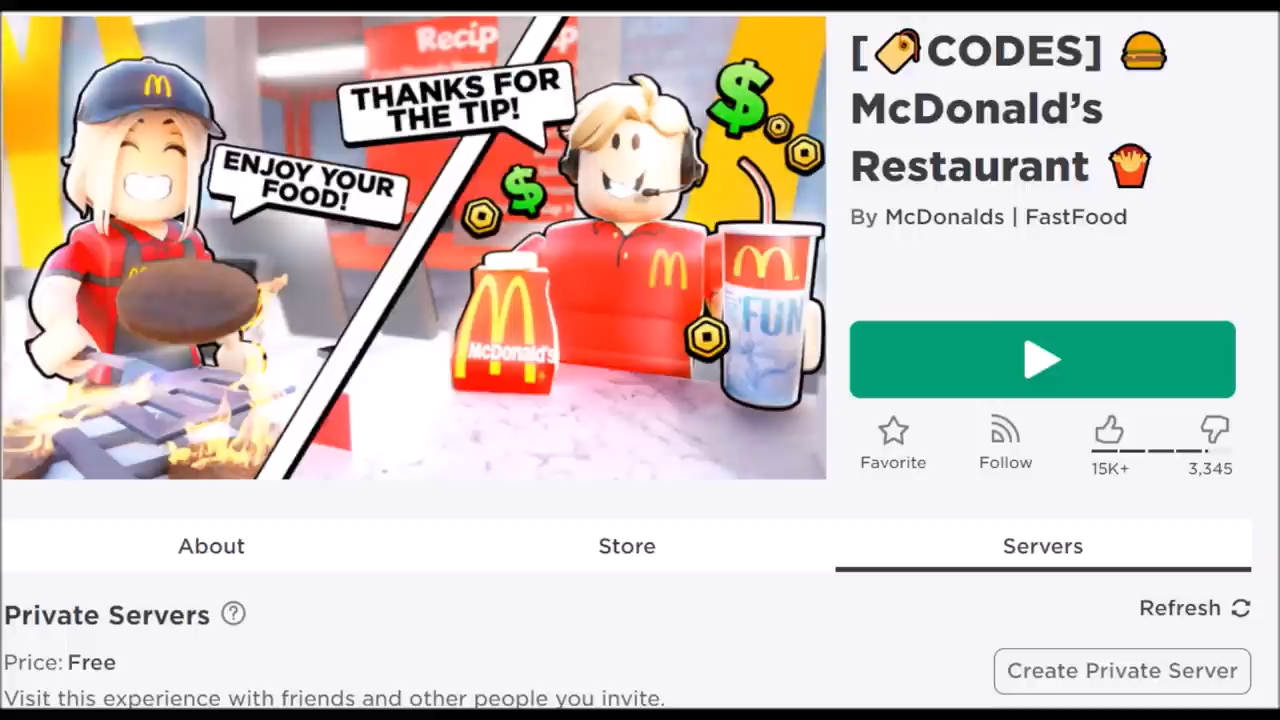 Recip
THANKS FOR
THE TIP!
ENJOY YOUR
FOOD!
McDonald's
FUN
[CODES]
McDonald's
Restaurant
By McDonalds | FastFood
Favorite
Follow
15K+
3,345
About
Store
Servers
Private Servers ?
Refresh
Price: Free
Create Private Server
Visit this experience with friends and other people you invite.